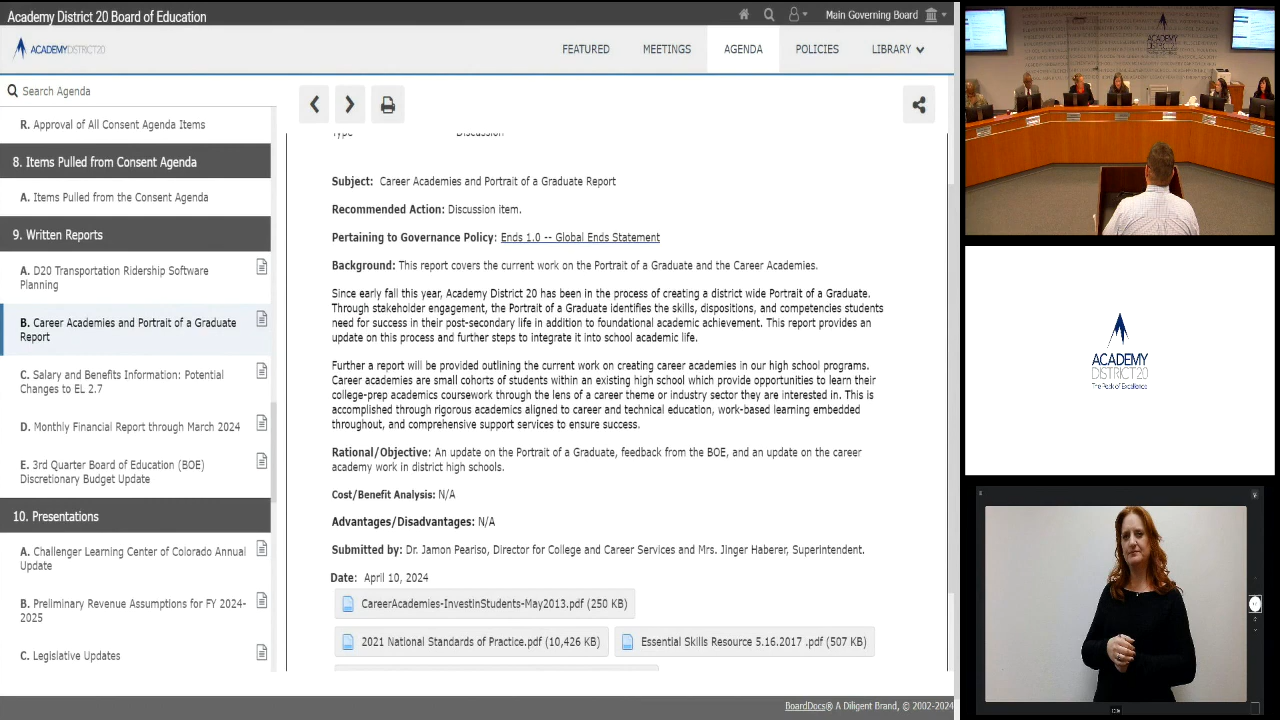 Academy District 20 Board of Education
Main Governing Board
ACADEMYDISTRICT20
FEATURED
MEETINGS
AGENDA
POLICIES
LIBRARY
Search Agenda
R. Approval of All Consent Agenda Items
8. Items Pulled from Consent Agenda
A. Items Pulled from the Consent Agenda
9. Written Reports
A. D20 Transportation Ridership Software
Planning
B. Career Academies and Portrait of a Graduate
Report
C. Salary and Benefits Information: Potential
Changes to EL 2.7
D. Monthly Financial Report through March 2024
E. 3rd Quarter Board of Education (BOE)
Discretionary Budget Update
10. Presentations
A. Challenger Learning Center of Colorado Annual
Update
B. Preliminary Revenue Assumptions for FY 2024-
2025
C. Legislative Updates
Type Discussion
Subject: Career Academies and Portrait of a Graduate Report
Recommended Action: Discussion item.
Pertaining to Governance Policy: Ends 1.0 -- Global Ends Statement
Background: This report covers the current work on the Portrait of a Graduate and the Career Academies.
Since early fall this year, Academy District 20 has been in the process of creating a district wide Portrait of a Graduate.
Through stakeholder engagement, the Portrait of a Graduate identifies the skills, dispositions, and competencies students
need for success in their post-secondary life in addition to foundational academic achievement. This report provides an
update on this process and further steps to integrate it into school academic life.
Further a report will be provided outlining the current work on creating career academies in our high school programs.
Career academies are small cohorts of students within an existing high school which provide opportunities to learn their
college-prep academics coursework through the lens of a career theme or industry sector they are interested in. This is
accomplished through rigorous academics aligned to career and technical education, work-based learning embedded
throughout, and comprehensive support services to ensure success.
Rational/Objective: An update on the Portrait of a Graduate, feedback from the BOE, and an update on the career
academy work in district high schools.
Cost/Benefit Analysis: N/A
Advantages/Disadvantages: N/A
Submitted by: Dr. Jamon Peariso, Director for College and Career Services and Mrs. Jinger Haberer, Superintendent.
Date: April 10, 2024
CareerAcademies-InvestinStudents-May2013.pdf (250 KB)
2021 National Standards of Practice.pdf (10,426 KB)
Essential Skills Resource 5.16.2017 .pdf (507 KB)
BoardDocs® A Diligent Brand, © 2002-2024
ACADEMY
DISTRICT20
ACADEMY
DISTRICT20
The Peak of Excellence